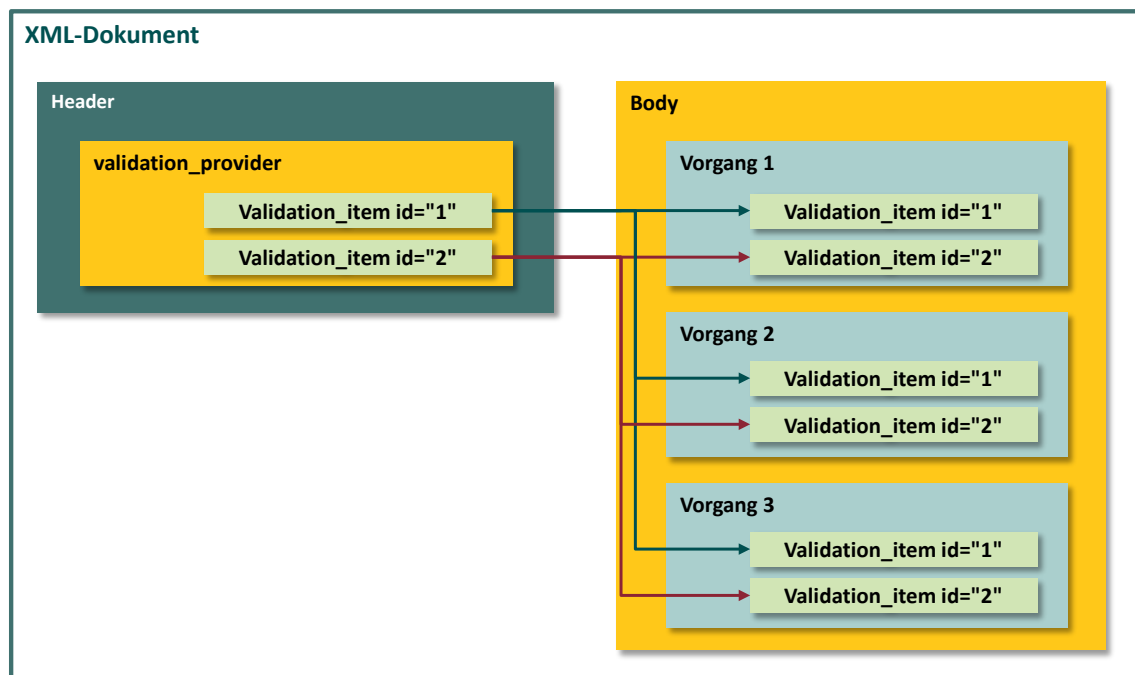 XML-Dokument
Header
validation_provider
Validation_item id="1"
Validation_item id="2"
Body
Vorgang 1
Validation_item id="1"
Validation_item id="2"
Vorgang 2
Validation_item id="1"
Validation_item id="2"
Vorgang 3
Validation_item id="1"
Validation_item id="2"